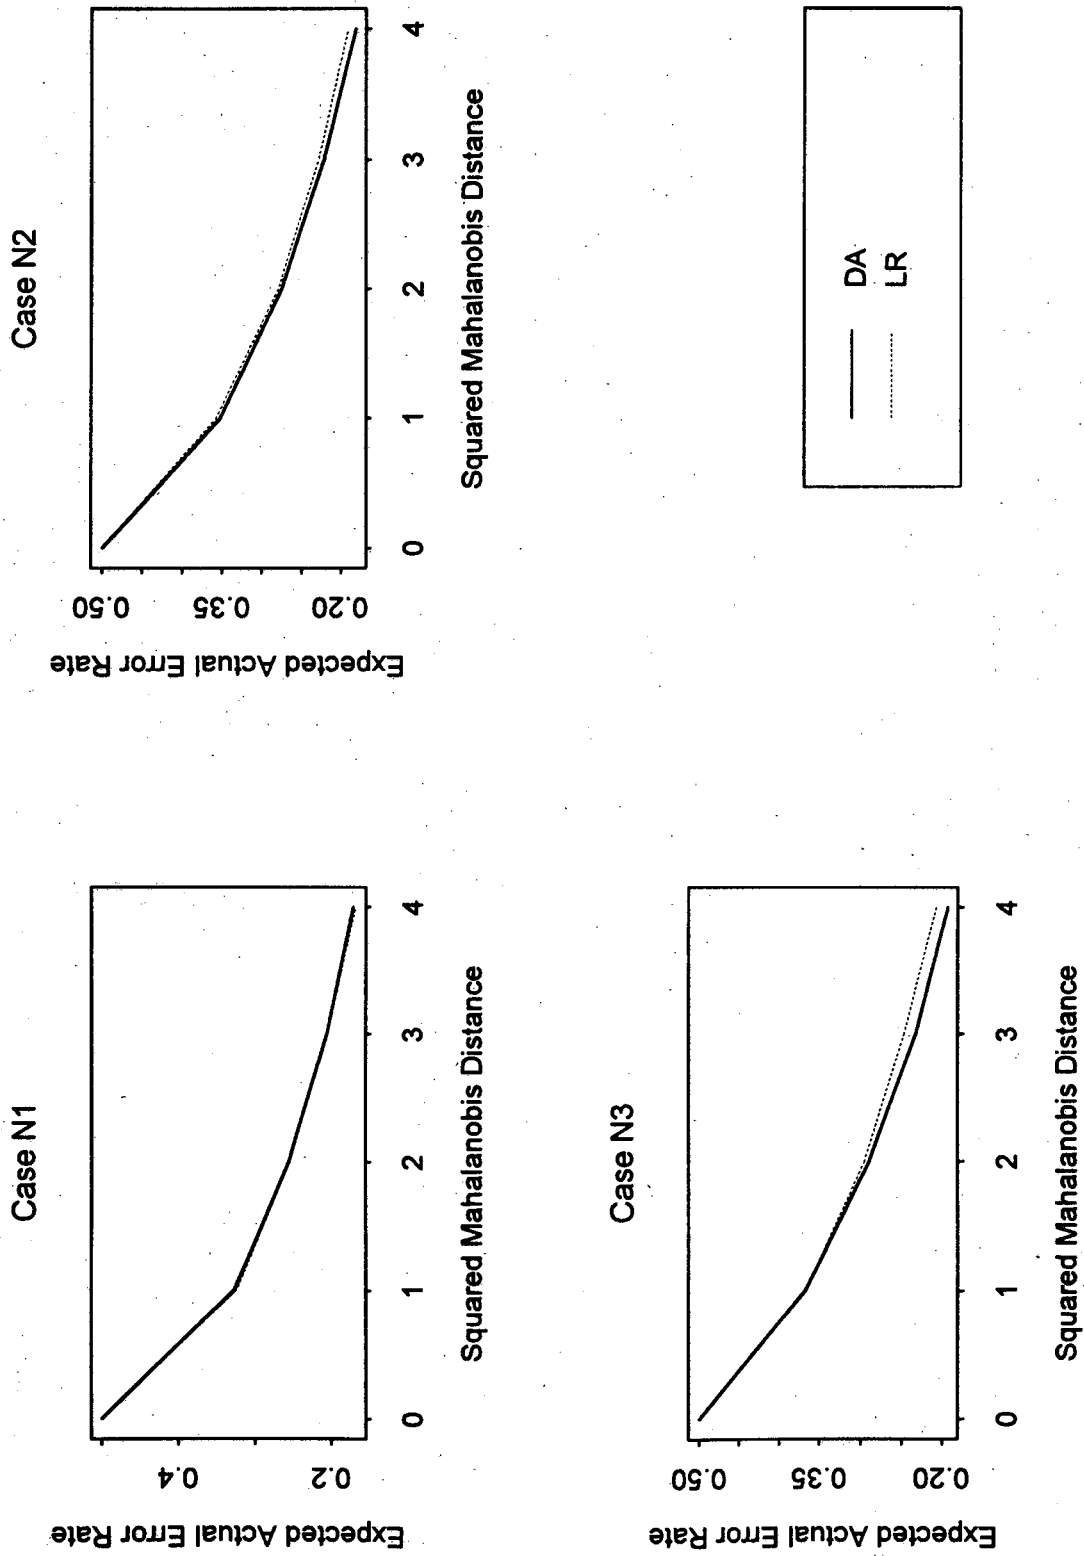 Case N1
Expected Actual Error Rate
0.2 0.4
0 1 2 3 4
Squared Mahalanobis Distance
Case N2
Expected Actual Error Rate
0.20 0.35 0.50
0 1 2 3 4
Squared Mahalanobis Distance
Case N3
Expected Actual Error Rate
0.20 0.35 0.50
0 1 2 3 4
Squared Mahalanobis Distance
DA
LR